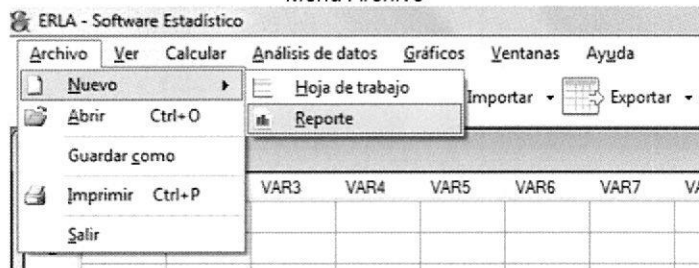 Menú Archivo
ERLA - Software Estadístico
Archivo Ver Calcular Análisis de datos Gráficos Ventanas Ayuda
Nuevo Hoja de trabajo Importar Exportar
Abrir Ctrl+O Reporte
Guardar como
Imprimir Ctrl+P VAR3 VAR4 VAR5 VAR6 VAR7
Salir